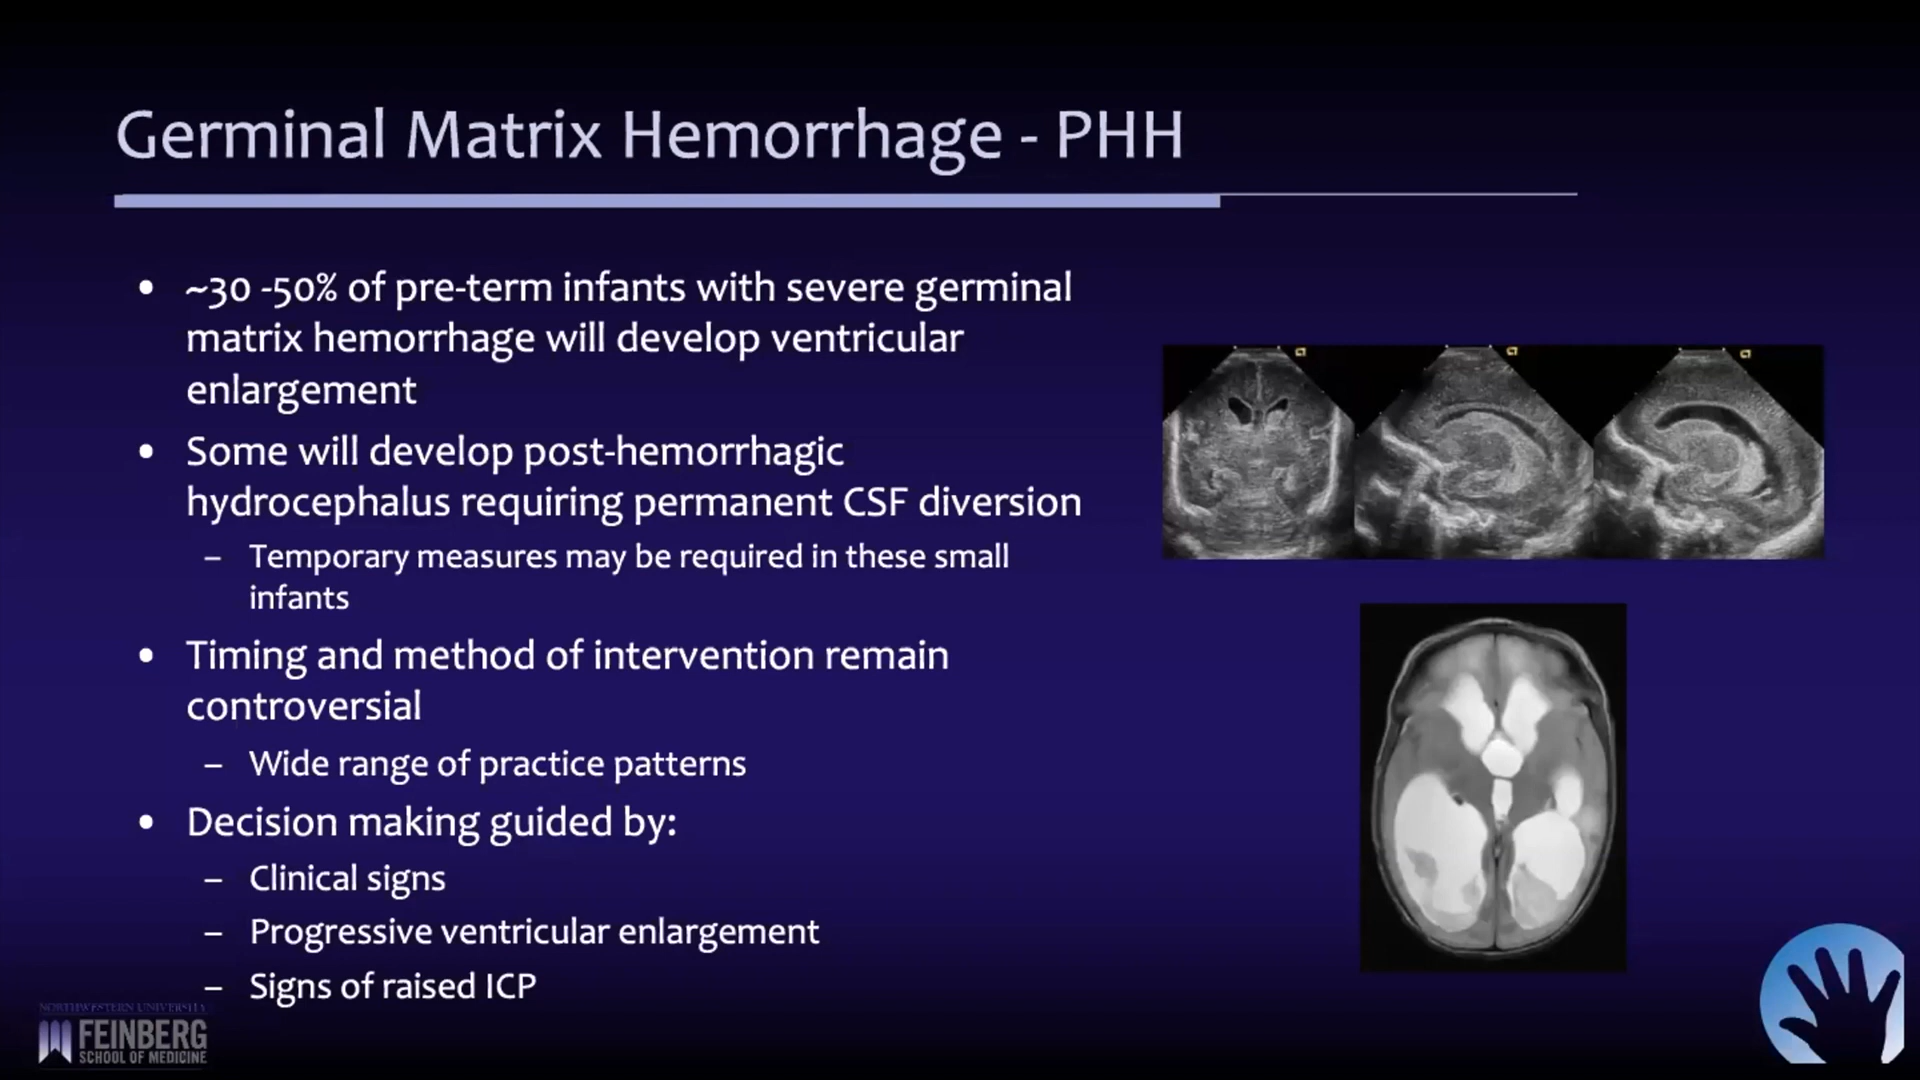 Germinal Matrix Hemorrhage - PHH
• ~30 -50% of pre-term infants with severe germinal
matrix hemorrhage will develop ventricular
enlargement
• Some will develop post-hemorrhagic
hydrocephalus requiring permanent CSF diversion
– Temporary measures may be required in these small
infants
• Timing and method of intervention remain
controversial
– Wide range of practice patterns
• Decision making guided by:
– Clinical signs
– Progressive ventricular enlargement
– Signs of raised ICP
NORTHWESTERN UNIVERSITY
FEINBERG
SCHOOL OF MEDICINE